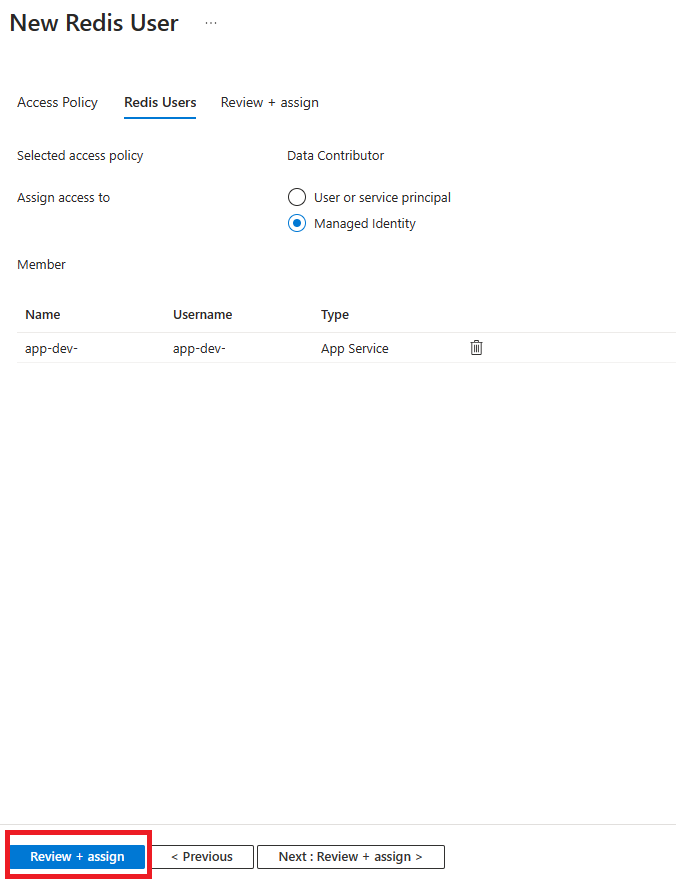 New Redis User ...
Access Policy Redis Users Review + assign
Selected access policy Data Contributor
Assign access to User or service principal
Managed Identity
Member
Name Username Type
app-dev- app-dev- App Service
Review + assign < Previous Next : Review + assign >